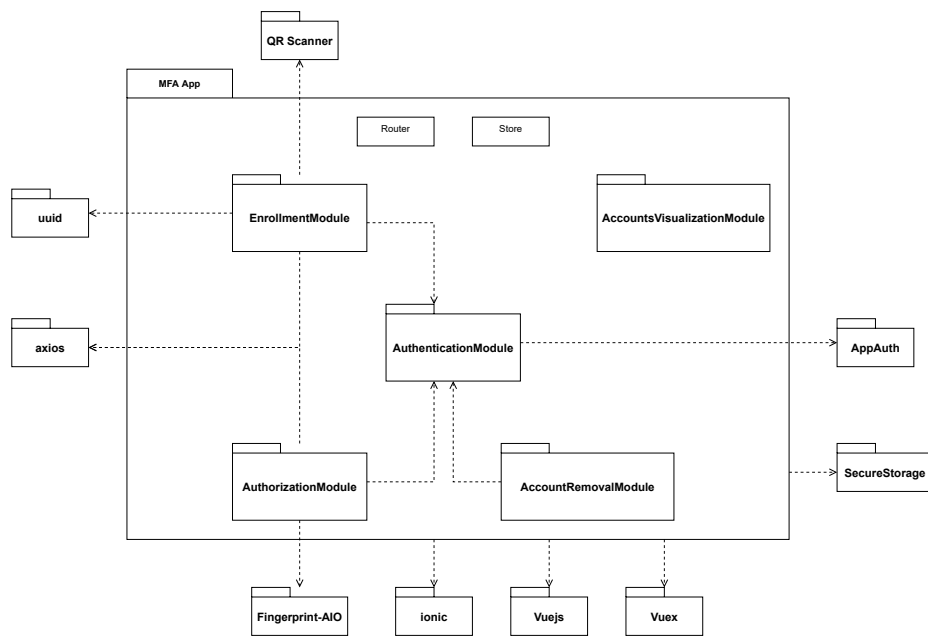 QR Scanner
MFA App
Router
Store
EnrollmentModule
AccountsVisualizationModule
uuid
AuthenticationModule
axios
AppAuth
AuthorizationModule
AccountRemovalModule
SecureStorage
Fingerprint-AIO
ionic
Vuejs
Vuex